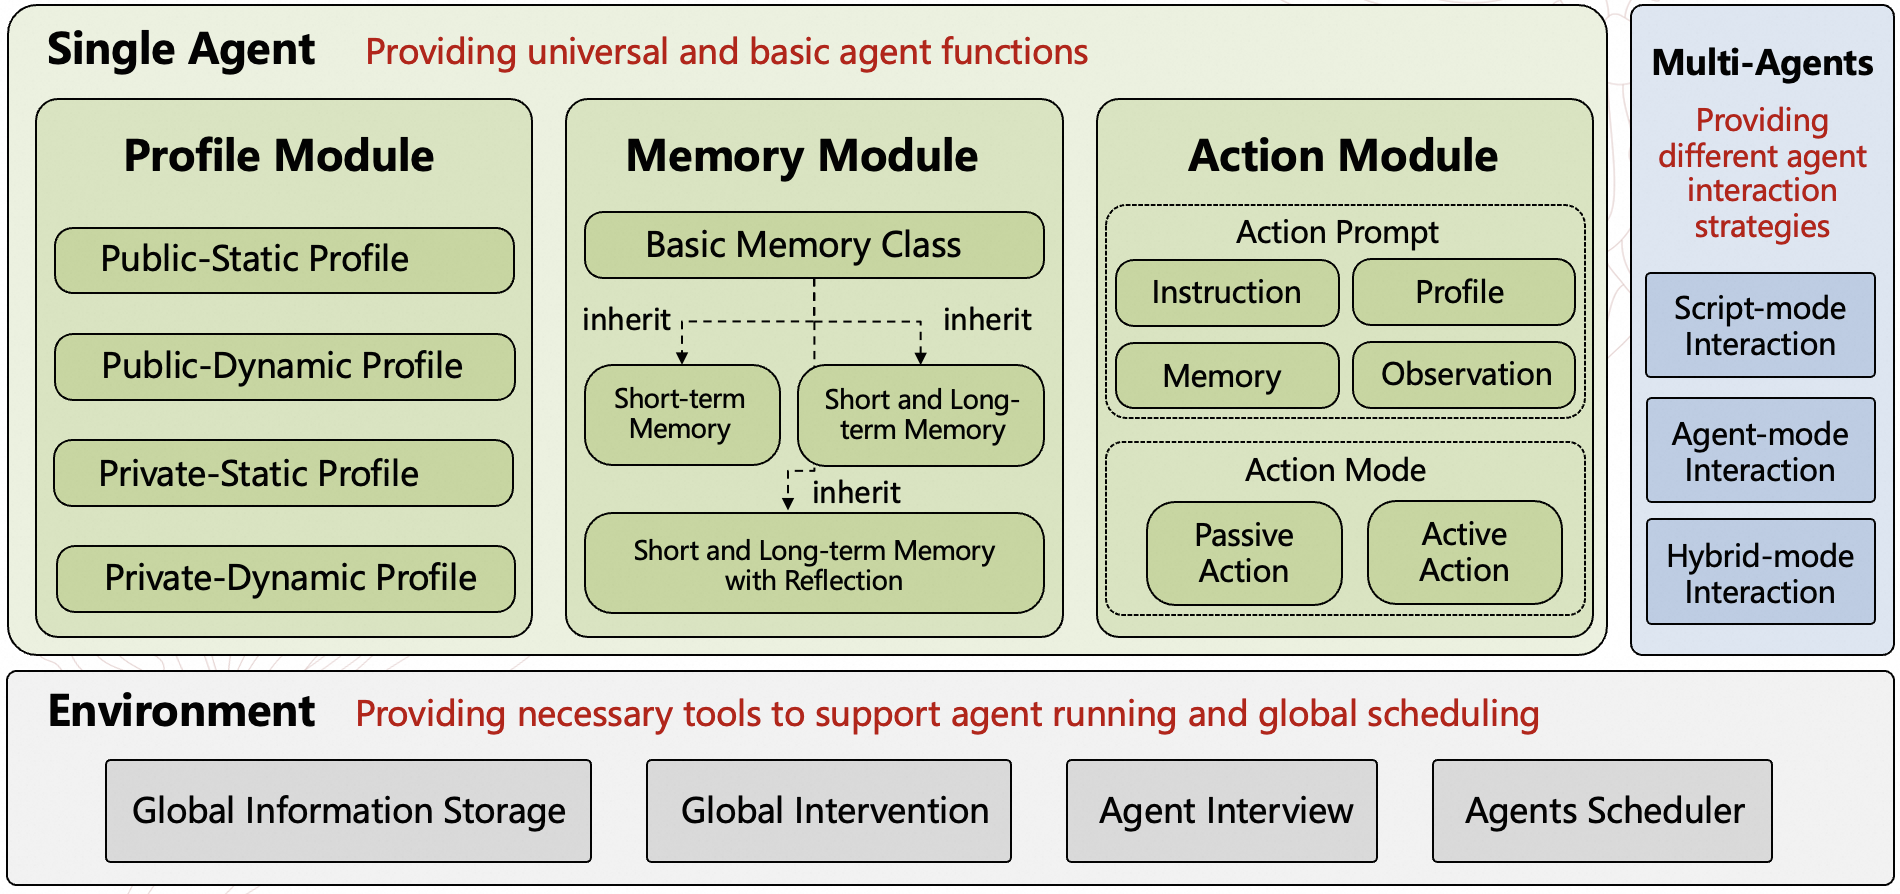 Single Agent
Providing universal and basic agent functions
Profile Module
Public-Static Profile
Public-Dynamic Profile
Private-Static Profile
Private-Dynamic Profile
Memory Module
Basic Memory Class
inherit
inherit
Short-term
Memory
Short and Long-
term Memory
inherit
Short and Long-term Memory
with Reflection
Action Module
Action Prompt
Instruction
Profile
Memory
Observation
Action Mode
Passive
Action
Active
Action
Multi-Agents
Providing
different agent
interaction
strategies
Script-mode
Interaction
Agent-mode
Interaction
Hybrid-mode
Interaction
Environment
Providing necessary tools to support agent running and global scheduling
Global Information Storage
Global Intervention
Agent Interview
Agents Scheduler